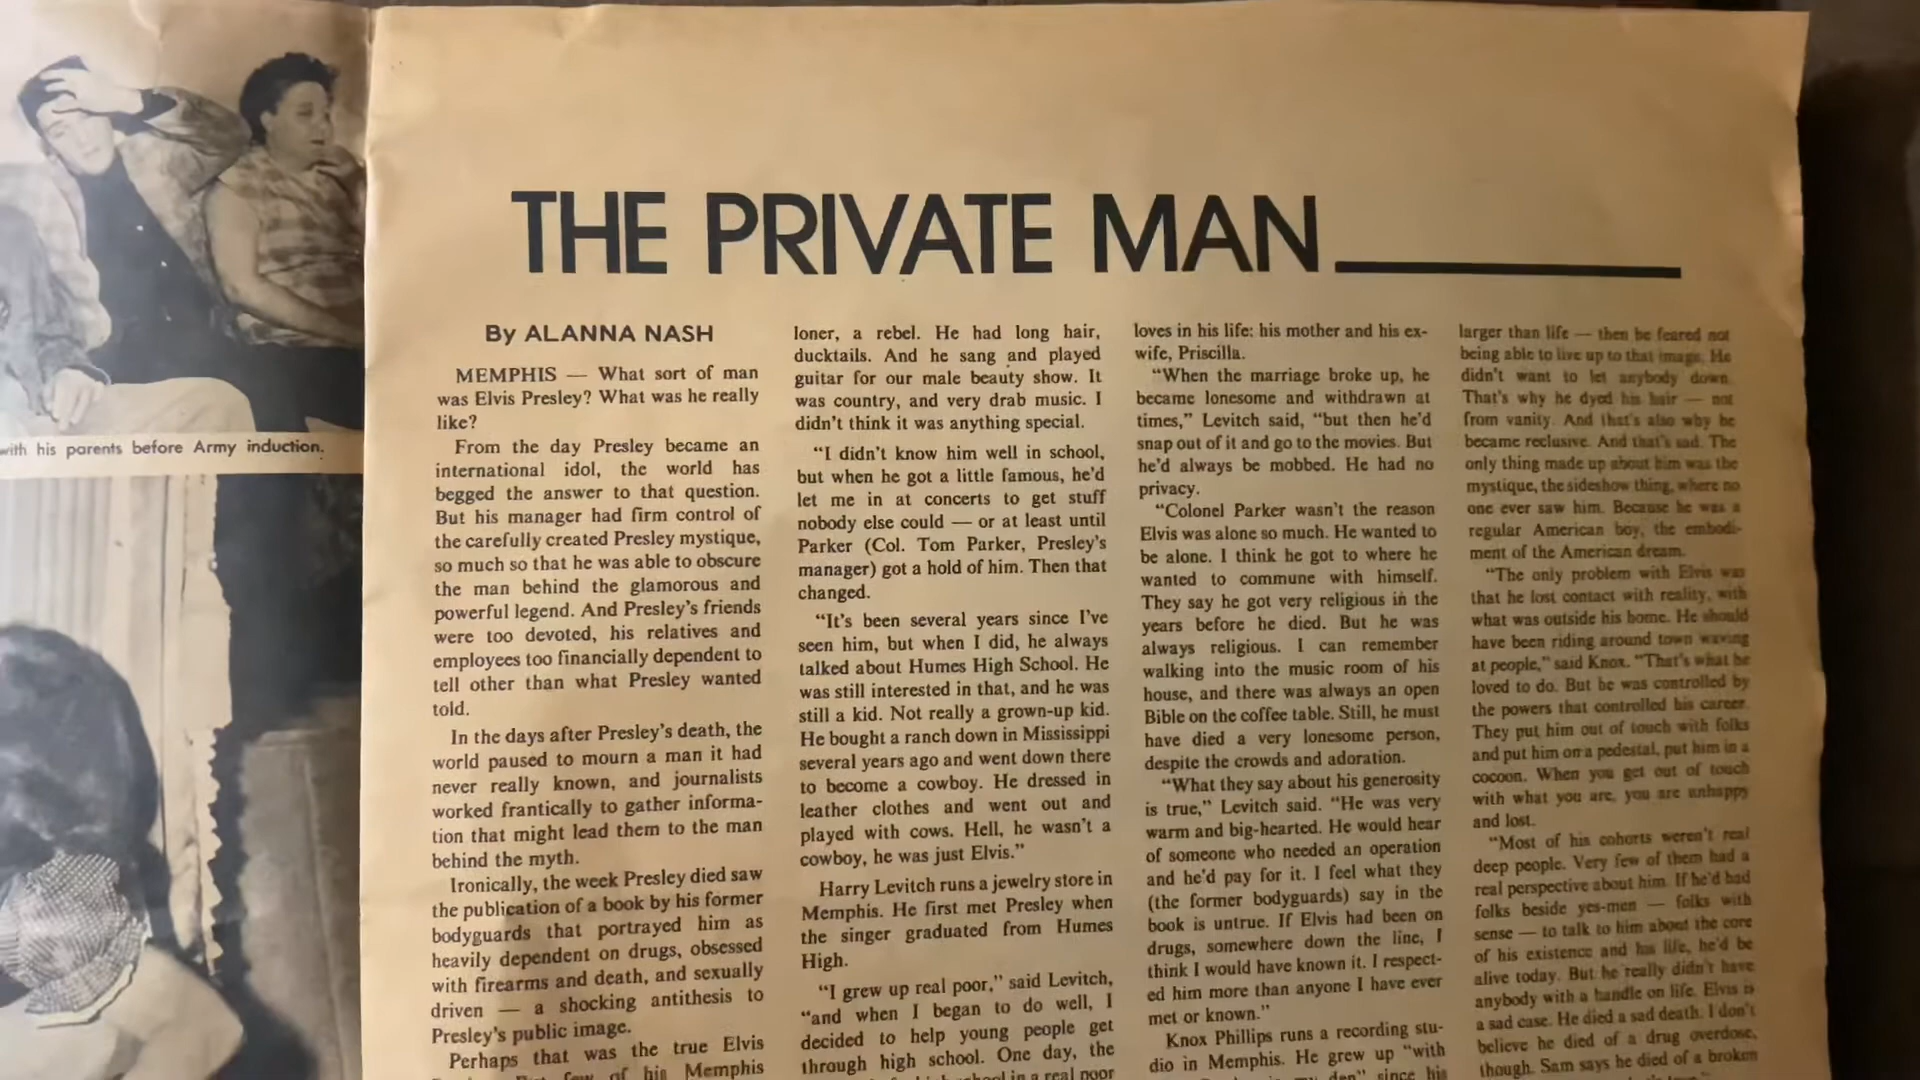 with his parents before Army induction.
THE PRIVATE MAN
By ALANNA NASH
MEMPHIS — What sort of man
was Elvis Presley? What was he really
like?
From the day Presley became an
international idol, the world has
begged the answer to that question.
But his manager had firm control of
the carefully created Presley mystique,
so much so that he was able to obscure
the man behind the glamorous and
powerful legend. And Presley's friends
were too devoted, his relatives and
employees too financially dependent to
tell other than what Presley wanted
told.
In the days after Presley's death, the
world paused to mourn a man it had
never really known, and journalists
worked frantically to gather informa-
tion that might lead them to the man
behind the myth.
Ironically, the week Presley died saw
the publication of a book by his former
bodyguards that portrayed him as
heavily dependent on drugs, obsessed
with firearms and death, and sexually
driven — a shocking antithesis to
Presley's public image.
Perhaps that was the true Elvis
few of his Memphis
loner, a rebel. He had long hair,
ducktails. And he sang and played
guitar for our male beauty show. It
was country, and very drab music. I
didn't think it was anything special.
"I didn't know him well in school,
but when he got a little famous, he'd
let me in at concerts to get stuff
nobody else could — or at least until
Parker (Col. Tom Parker, Presley's
manager) got a hold of him. Then that
changed.
"It's been several years since I've
seen him, but when I did, he always
talked about Humes High School. He
was still interested in that, and he was
still a kid. Not really a grown-up kid.
He bought a ranch down in Mississippi
several years ago and went down there
to become a cowboy. He dressed in
leather clothes and went out and
played with cows. Hell, he wasn't a
cowboy, he was just Elvis."
Harry Levitch runs a jewelry store in
Memphis. He first met Presley when
the singer graduated from Humes
High.
"I grew up real poor," said Levitch,
"and when I began to do well, I
decided to help young people get
through high school. One day, the
school in a real poor
loves in his life: his mother and his ex-
wife, Priscilla.
"When the marriage broke up, he
became lonesome and withdrawn at
times," Levitch said, "but then he'd
snap out of it and go to the movies. But
he'd always be mobbed. He had no
privacy.
"Colonel Parker wasn't the reason
Elvis was alone so much. He wanted to
be alone. I think he got to where he
wanted to commune with himself.
They say he got very religious in the
years before he died. But he was
always religious. I can remember
walking into the music room of his
house, and there was always an open
Bible on the coffee table. Still, he must
have died a very lonesome person,
despite the crowds and adoration.
"What they say about his generosity
is true," Levitch said. "He was very
warm and big-hearted. He would hear
of someone who needed an operation
and he'd pay for it. I feel what they
(the former bodyguards) say in the
book is untrue. If Elvis had been on
drugs, somewhere down the line, I
think I would have known it. I respect-
ed him more than anyone I have ever
met or known."
Knox Phillips runs a recording stu-
dio in Memphis. He grew up "with
den" since his
larger than life — then he feared not
being able to live up to that image. He
didn't want to let anybody down.
That's why he dyed his hair — not
from vanity. And that's also why he
became reclusive. And that's sad. The
only thing made up about him was the
mystique, the sideshow thing, where no
one ever saw him. Because he was a
regular American boy, the embodi-
ment of the American dream.
"The only problem with Elvis was
that he lost contact with reality, with
what was outside his home. He should
have been riding around town waving
at people," said Knox. "That's what he
loved to do. But he was controlled by
the powers that controlled his career.
They put him out of touch with folks
and put him on a pedestal, put him in a
cocoon. When you get out of touch
with what you are, you are unhappy
and lost.
"Most of his cohorts weren't real
deep people. Very few of them had a
real perspective about him. If he'd had
folks beside yes-men — folks with
sense — to talk to him about the core
of his existence and his life, he'd be
alive today. But he really didn't have
anybody with a handle on life. Elvis is
a sad case. He died a sad death. I don't
believe he died of a drug overdose,
though. Sam says he died of a broken